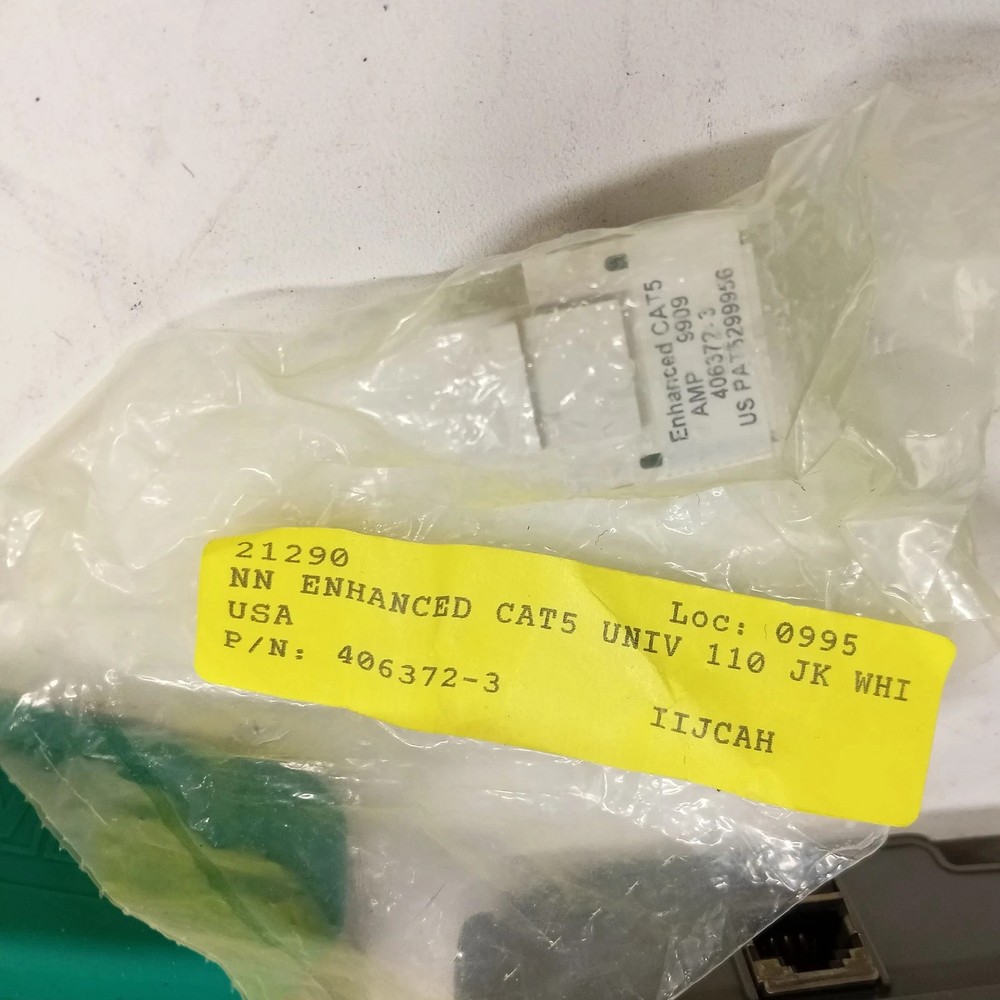 Enhanced CAT5
AMP 9909
406372-3
US PAT5299956
21290
Loc: 0995
NN ENHANCED CAT5 UNIV 110 JK WHI
USA
P/N: 406372-3
IIJCAH